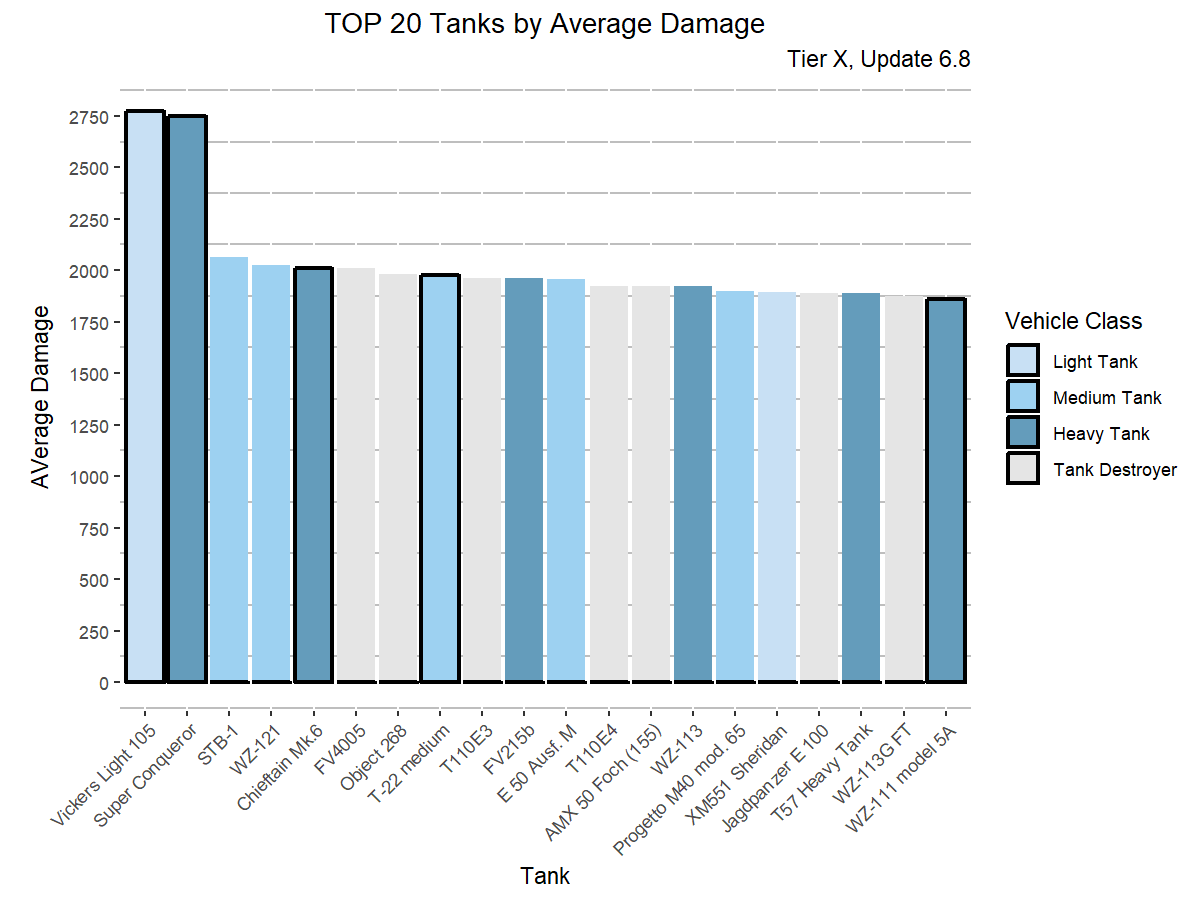 TOP 20 Tanks by Average Damage
Tier X, Update 6.8
AVerage Damage
2750
2500
2250
2000
1750
1500
1250
1000
750
500
250
0
Vickers Light 105
Super Conqueror
STB-1
WZ-121
Chieftain Mk.6
FV4005
Object 268
T-22 medium
T110E3
FV215b
E 50 Ausf. M
T110E4
AMX 50 Foch (155)
WZ-113
Progetto M40 mod. 65
XM551 Sheridan
Jagdpanzer E 100
T57 Heavy Tank
WZ-113G FT
WZ-111 model 5A
Tank
Vehicle Class
Light Tank
Medium Tank
Heavy Tank
Tank Destroyer